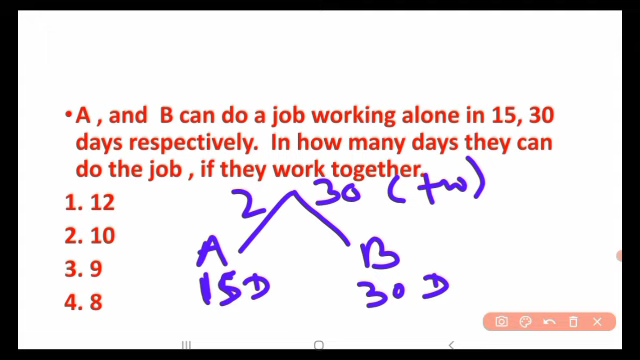 •A , and B can do a job working alone in 15, 30
days respectively. In how many days they can
do the job , if they work together.
1. 12
2. 10
3. 9
4. 8
2 30 (tw)
A B
15D 30 D